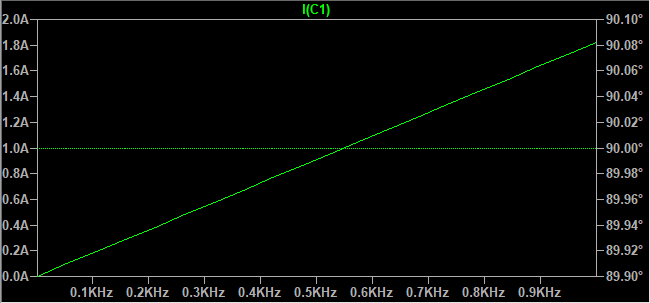 I(C1)
2.0A 90.10°
1.8A 90.08°
1.6A 90.06°
1.4A 90.04°
1.2A 90.02°
1.0A 90.00°
0.8A 89.98°
0.6A 89.96°
0.4A 89.94°
0.2A 89.92°
0.0A 89.90°
0.1KHz 0.2KHz 0.3KHz 0.4KHz 0.5KHz 0.6KHz 0.7KHz 0.8KHz 0.9KHz